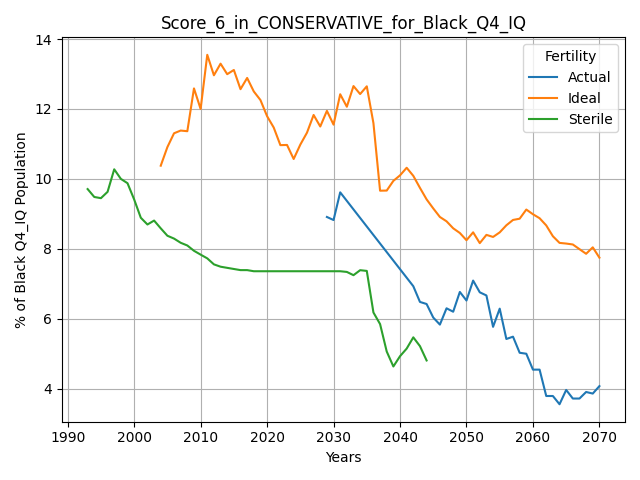 Score_6_in_CONSERVATIVE_for_Black_Q4_IQ
% of Black Q4_IQ Population
14
12
10
8
6
4
Fertility
Actual
Ideal
Sterile
1990 2000 2010 2020 2030 2040 2050 2060 2070
Years